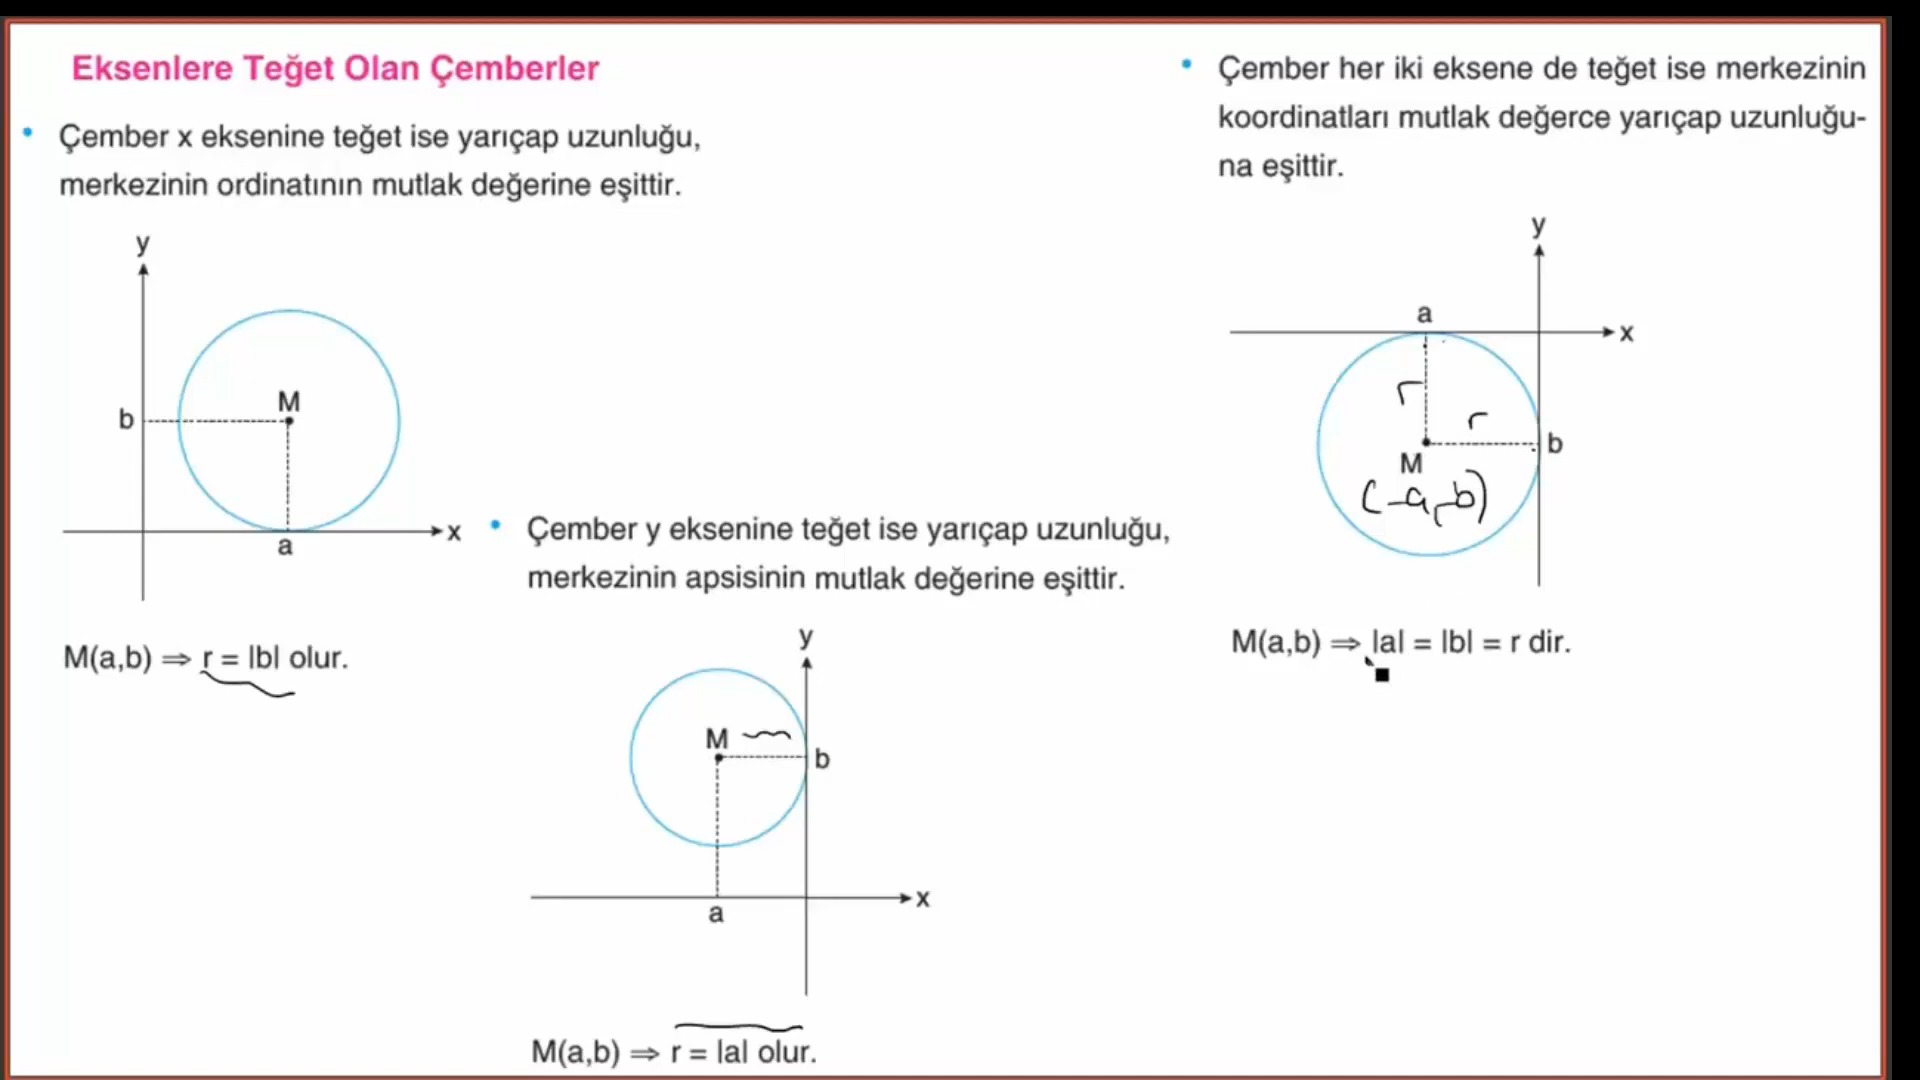 Eksenlere Teğet Olan Çemberler
• Çember x eksenine teğet ise yarıçap uzunluğu,
merkezinin ordinatının mutlak değerine eşittir.
y
M
b
x
a
M(a,b) ⇒ r = |b| olur.
• Çember y eksenine teğet ise yarıçap uzunluğu,
merkezinin apsisinin mutlak değerine eşittir.
y
M
b
x
a
M(a,b) ⇒ r = |a| olur.
• Çember her iki eksene de teğet ise merkezinin
koordinatları mutlak değerce yarıçap uzunluğu-
na eşittir.
y
a
x
r
r
b
M
(-a,-b)
M(a,b) ⇒ |a| = |b| = r dir.